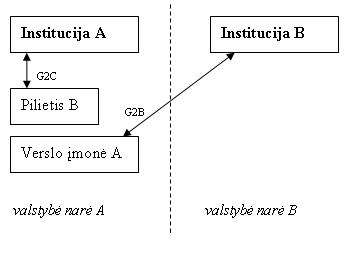 Institucija A
Institucija B
G2C
Pilietis B
G2B
Verslo įmonė A
valstybė narė A
valstybė narė B